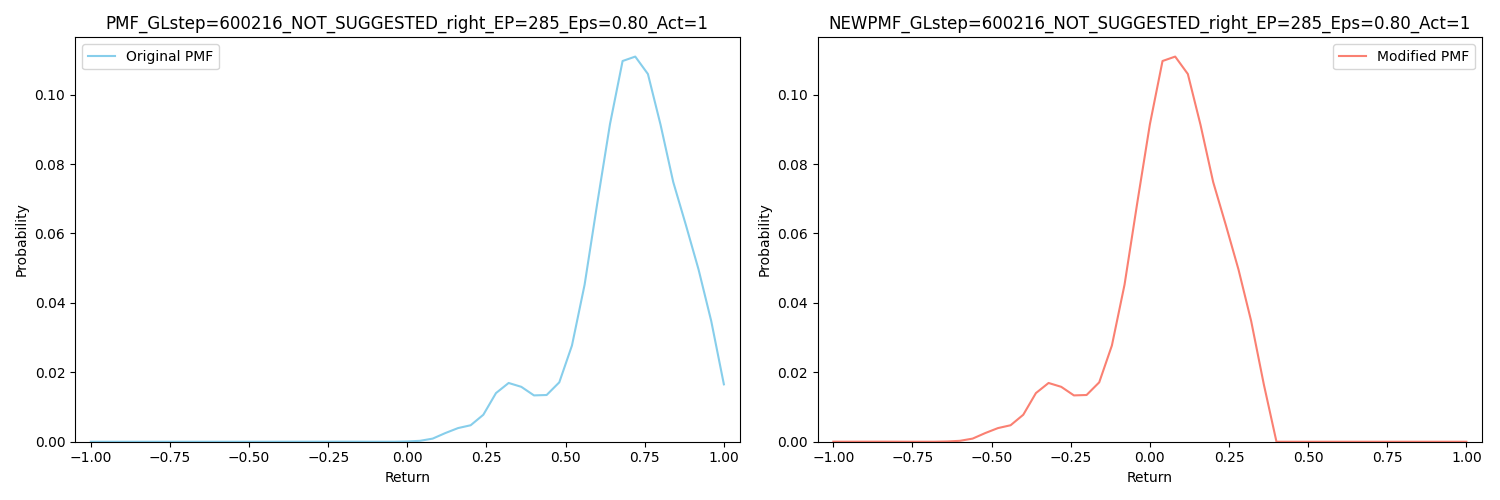 PMF_GLstep=600216_NOT_SUGGESTED_right_EP=285_Eps=0.80_Act=1
Original PMF
Probability
0.10
0.08
0.06
0.04
0.02
0.00
−1.00 −0.75 −0.50 −0.25 0.00 0.25 0.50 0.75 1.00
Return
NEWPMF_GLstep=600216_NOT_SUGGESTED_right_EP=285_Eps=0.80_Act=1
Modified PMF
Probability
0.10
0.08
0.06
0.04
0.02
0.00
−1.00 −0.75 −0.50 −0.25 0.00 0.25 0.50 0.75 1.00
Return